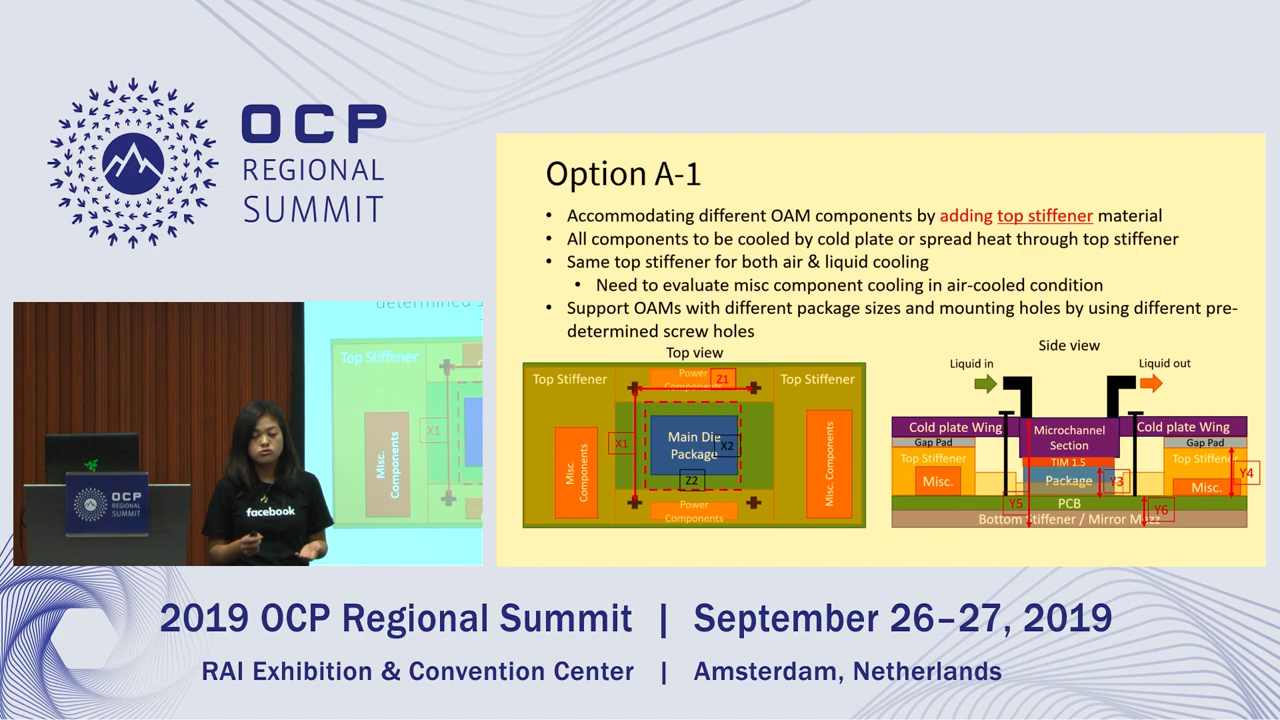 OCP
REGIONAL
SUMMIT
Option A-1
• Accommodating different OAM components by adding top stiffener material
• All components to be cooled by cold plate or spread heat through top stiffener
• Same top stiffener for both air & liquid cooling
• Need to evaluate misc component cooling in air-cooled condition
• Support OAMs with different package sizes and mounting holes by using different pre-
determined screw holes
Top view
Top Stiffener
Power
Components
Z1
Top Stiffener
X1
Main Die
Package
X2
Z2
Misc.
Components
Misc. Components
Power
Components
Side view
Liquid in
Liquid out
Cold plate Wing
Microchannel
Section
Cold plate Wing
Gap Pad
Gap Pad
Top Stiffener
TIM 1.5
Top Stiffener
Misc.
Package
Y3
Misc.
Y4
Y5
PCB
Y6
Bottom Stiffener / Mirror Mezz
determined s
Top Stiffener
X1
Misc.
Components
OCP
REGIONAL
SUMMIT
facebook
2019 OCP Regional Summit | September 26–27, 2019
RAI Exhibition & Convention Center | Amsterdam, Netherlands